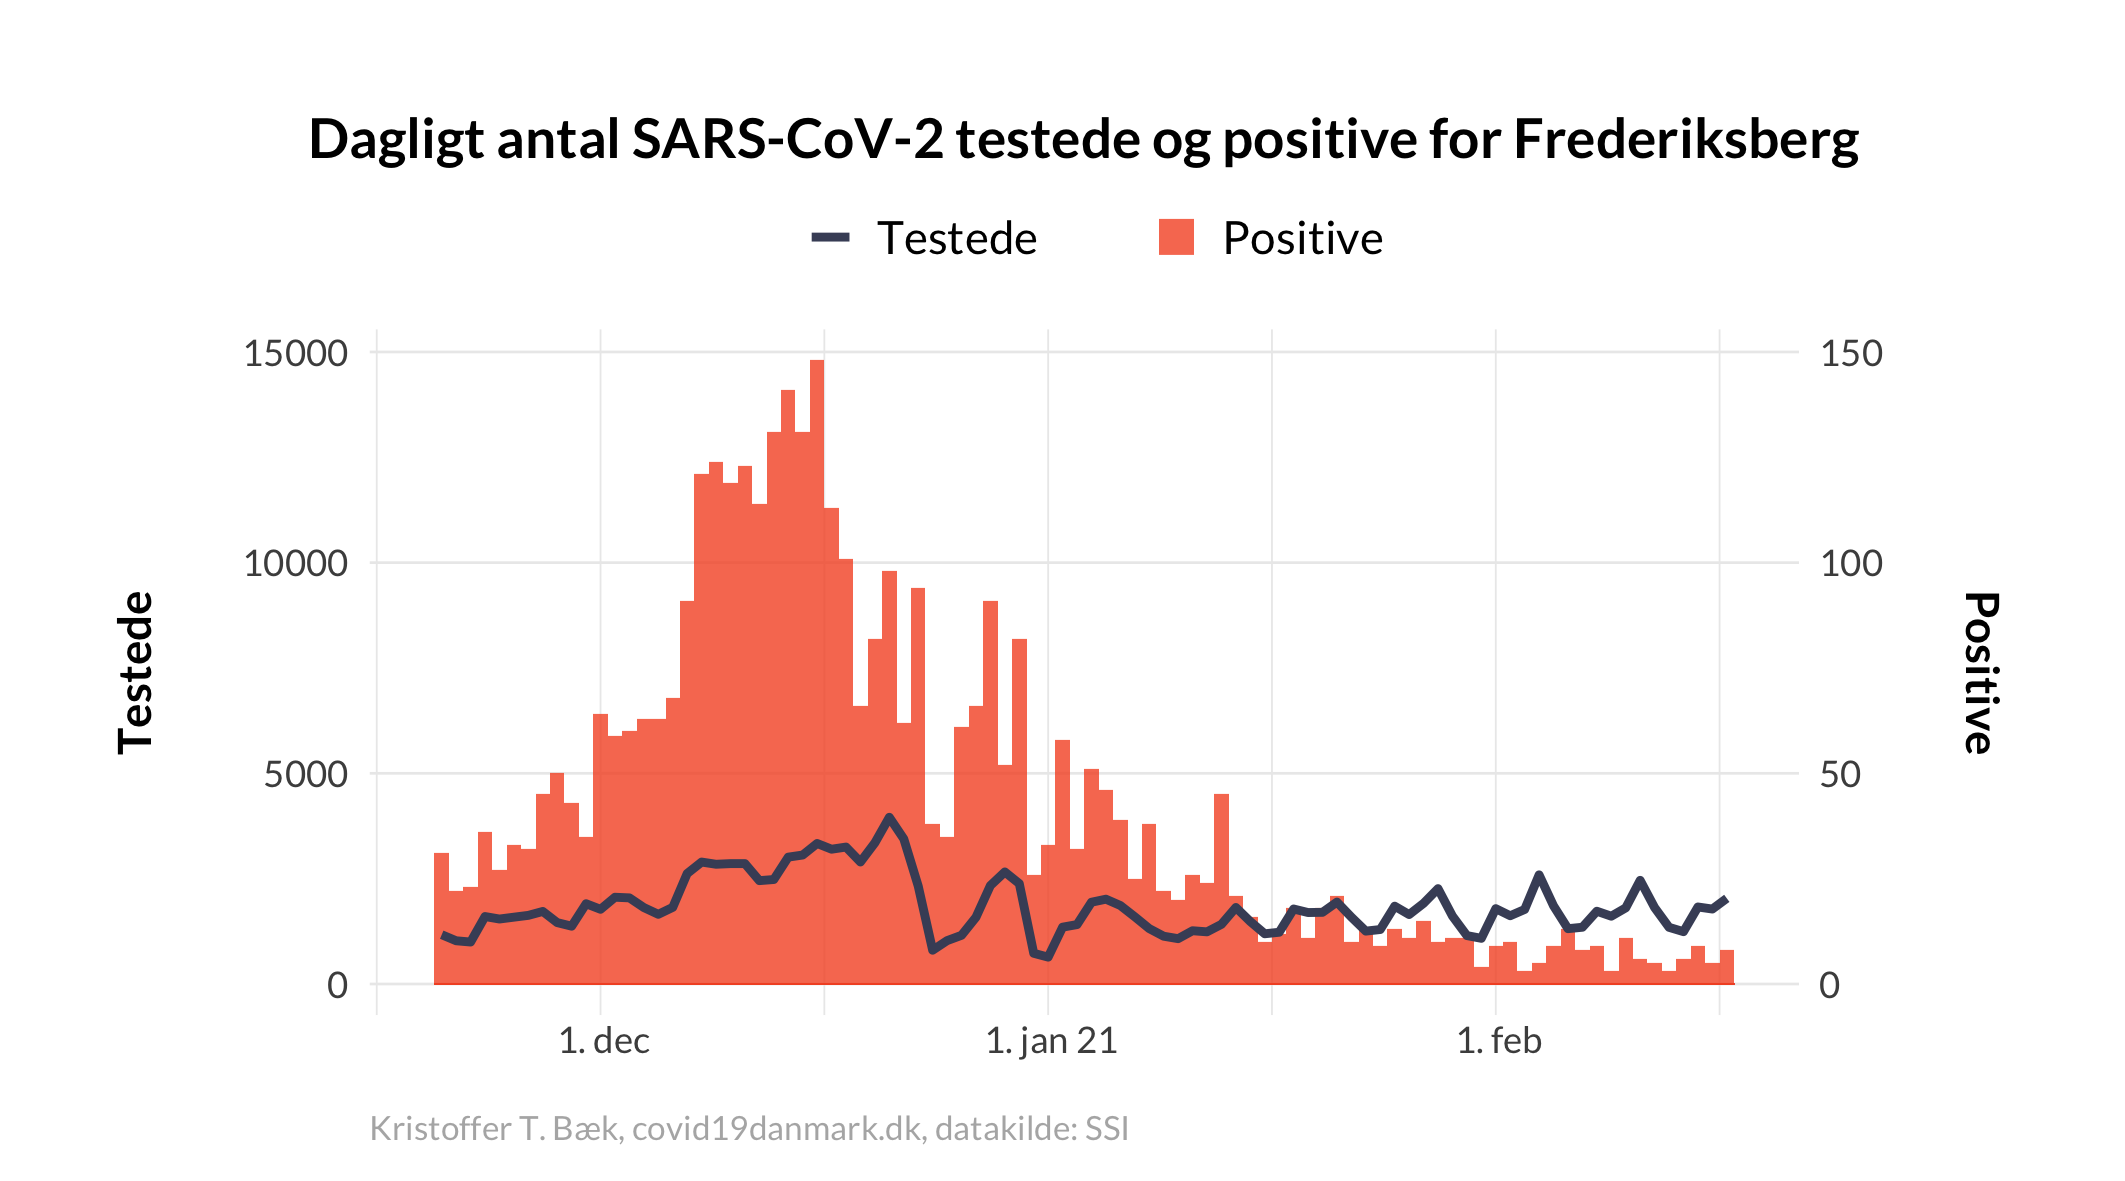 Dagligt antal SARS-CoV-2 testede og positive for Frederiksberg
Testede
Positive
15000
10000
5000
0
150
100
50
0
Testede
Positive
1. dec
1. jan 21
1. feb
Kristoffer T. Bæk, covid19danmark.dk, datakilde: SSI